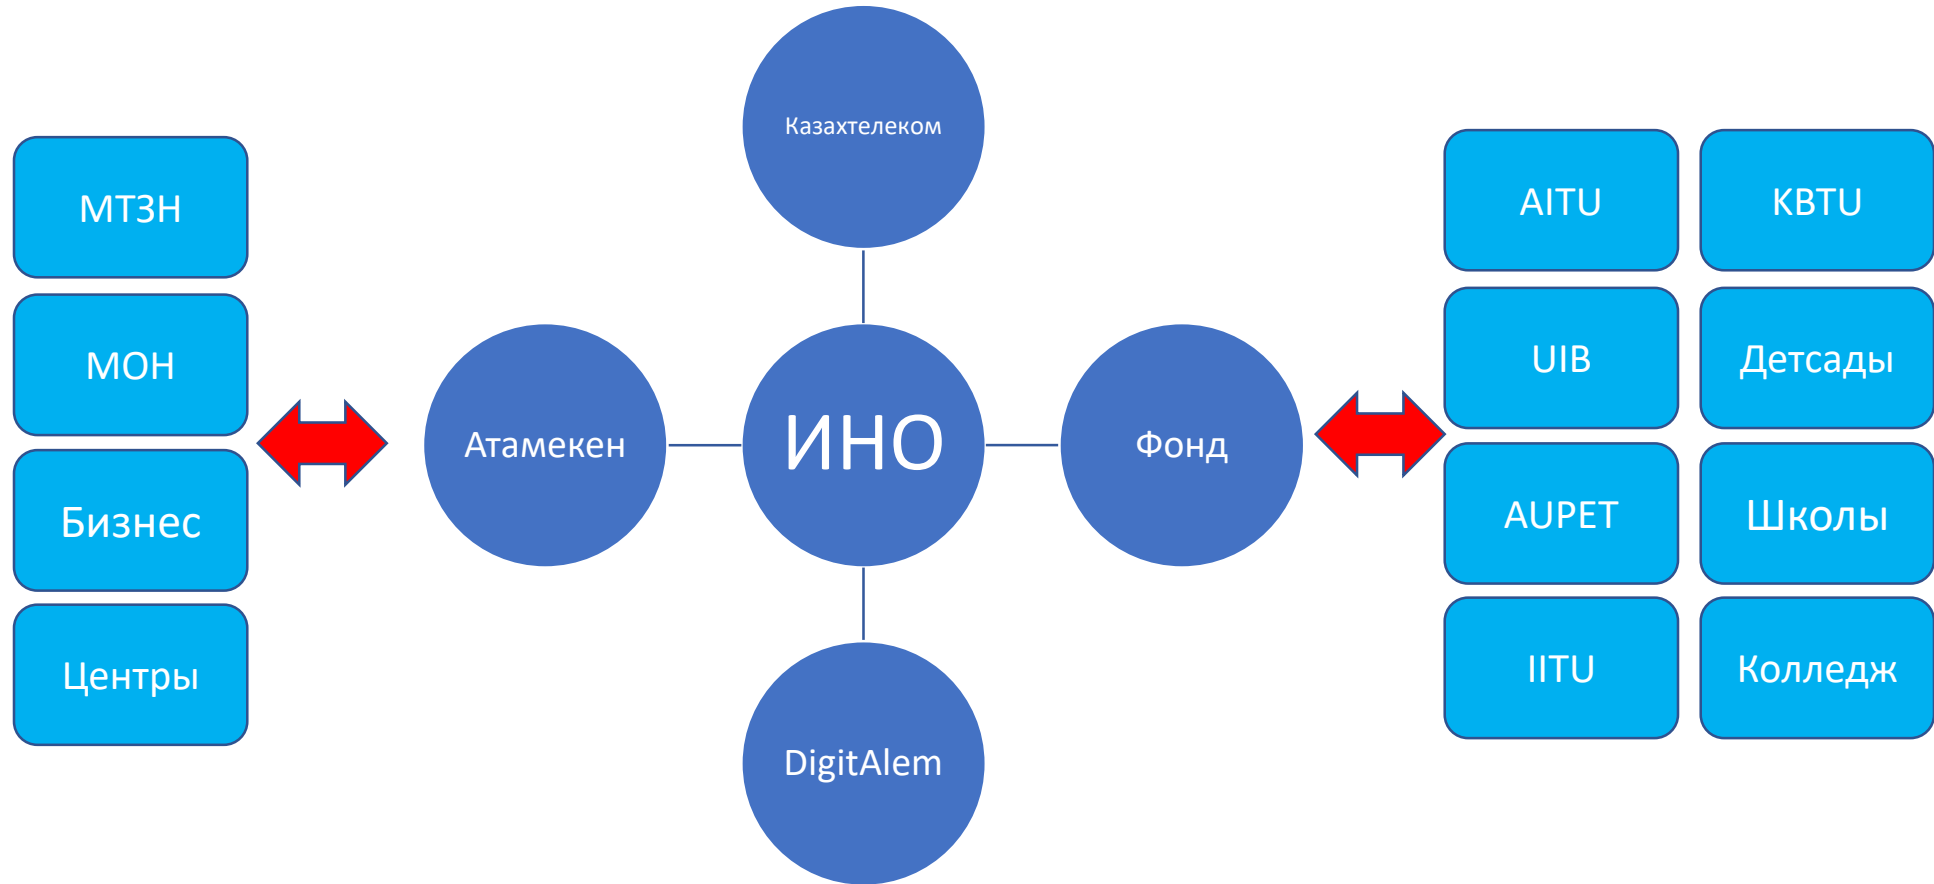 Казахтелеком
МТЗН
МОН
Бизнес
Центры
Атамекен
ИНО
Фонд
DigitAlem
AITU
KBTU
UIB
Детсады
AUPET
Школы
IITU
Колледж